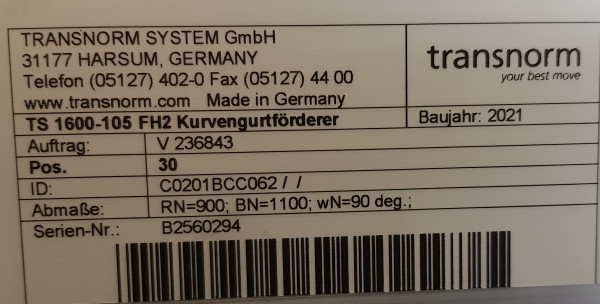 TRANSNORM SYSTEM GmbH
31177 HARSUM, GERMANY
Telefon (05127) 402-0 Fax (05127) 44 00
www.transnorm.com Made in Germany
transnorm
your best move
TS 1600-105 FH2 Kurvengurtförderer
Baujahr: 2021
Auftrag: V 236843
Pos. 30
ID: C0201BCC062 / /
Abmaße: RN=900; BN=1100; wN=90 deg.;
Serien-Nr.: B2560294